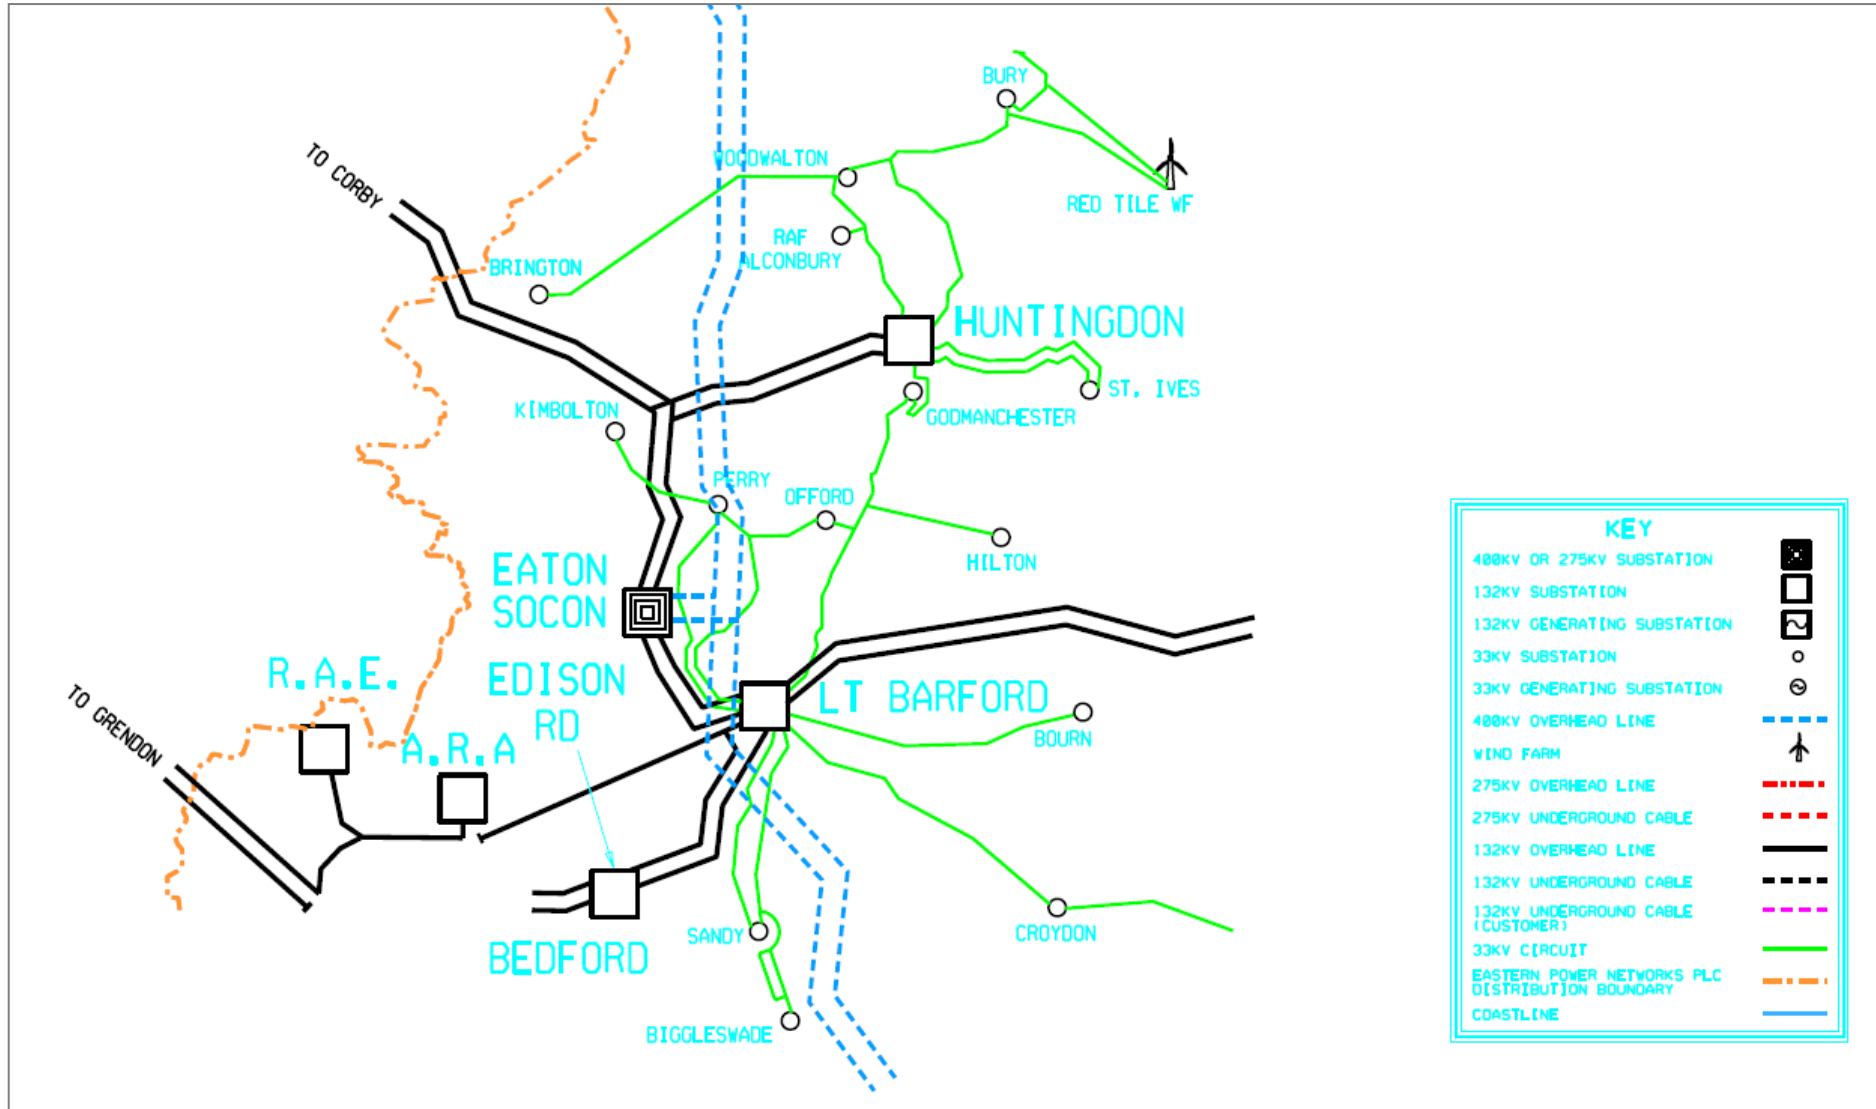 BURY
TO CORBY
WOODWALTON
RED TILE WF
RAF
ALCONBURY
BRINGTON
HUNTINGDON
ST. IVES
KIMBOLTON
GODMANCHESTER
PERRY
OFFORD
HILTON
EATON
SOCON
R.A.E.
EDISON
RD
LT BARFORD
TO GRENDON
A.R.A
BOURN
SANDY
CROYDON
BEDFORD
BIGGLESWADE
KEY
400KV OR 275KV SUBSTATION
132KV SUBSTATION
132KV GENERATING SUBSTATION
33KV SUBSTATION
33KV GENERATING SUBSTATION
400KV OVERHEAD LINE
WIND FARM
275KV OVERHEAD LINE
275KV UNDERGROUND CABLE
132KV OVERHEAD LINE
132KV UNDERGROUND CABLE
132KV UNDERGROUND CABLE
(CUSTOMER)
33KV CIRCUIT
EASTERN POWER NETWORKS PLC
DISTRIBUTION BOUNDARY
COASTLINE